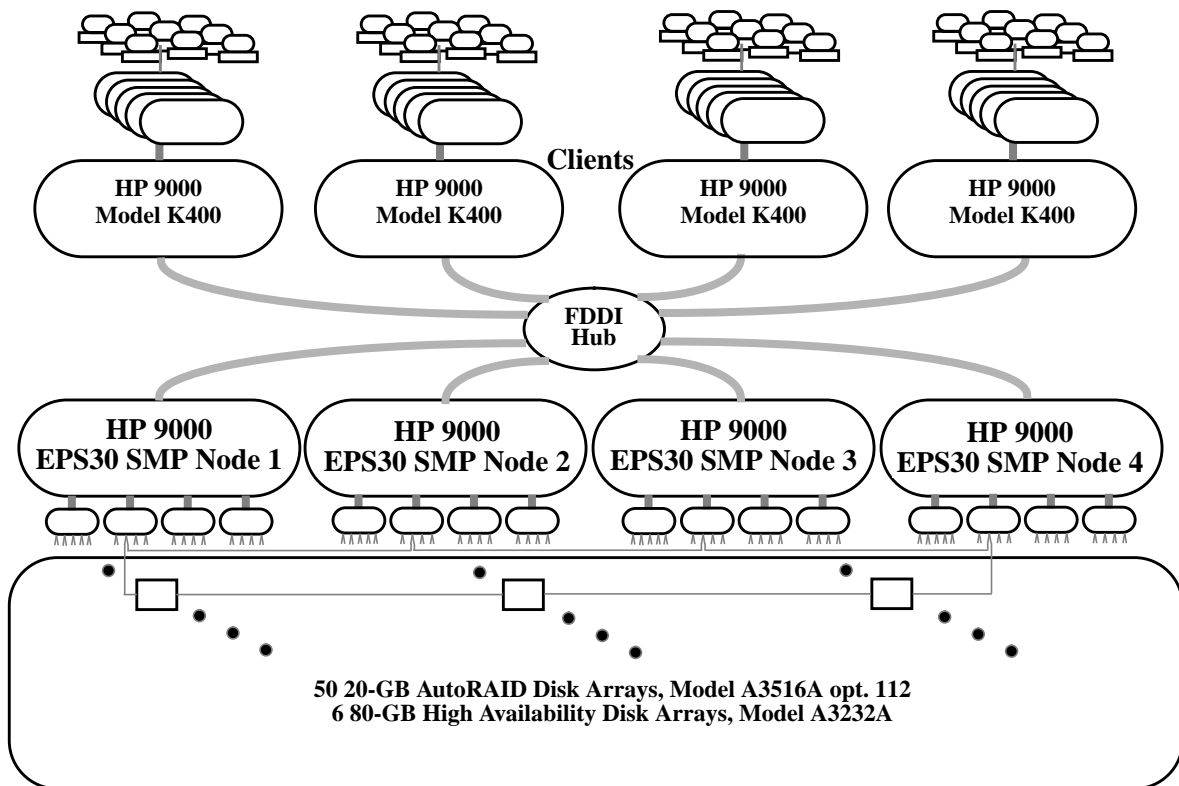 Clients
HP 9000
Model K400
HP 9000
Model K400
HP 9000
Model K400
HP 9000
Model K400
FDDI
Hub
HP 9000
EPS30 SMP Node 1
HP 9000
EPS30 SMP Node 2
HP 9000
EPS30 SMP Node 3
HP 9000
EPS30 SMP Node 4
50 20-GB AutoRAID Disk Arrays, Model A3516A opt. 112
6 80-GB High Availability Disk Arrays, Model A3232A